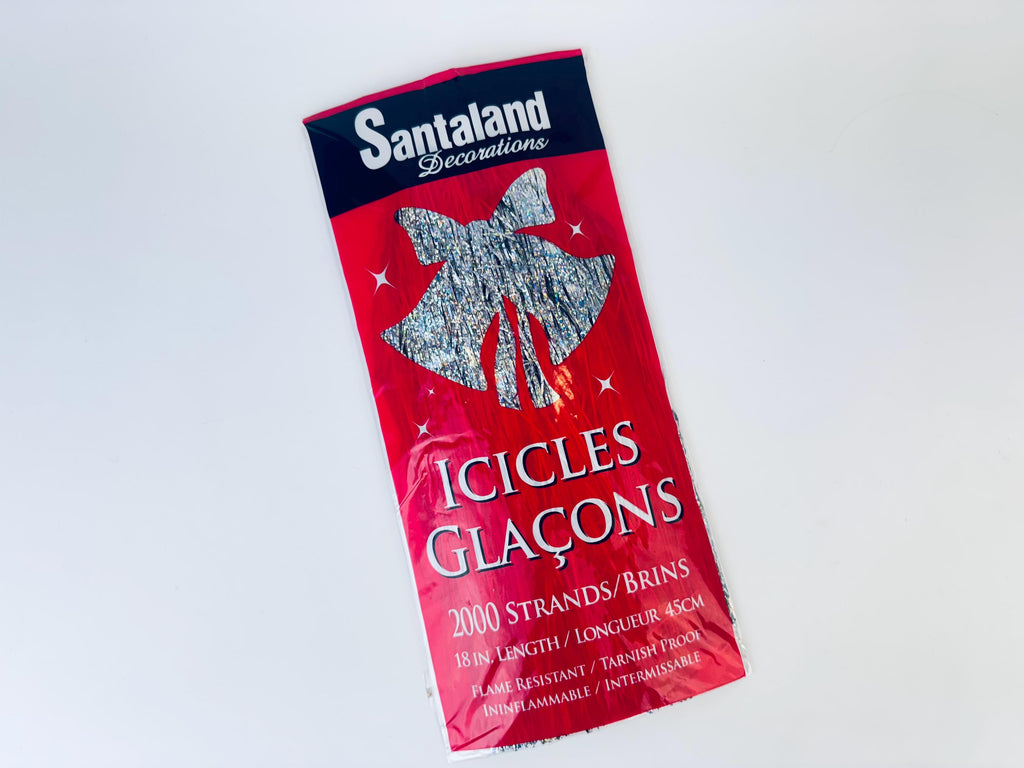 Santaland
Decorations
ICICLES
GLAÇONS
2000 STRANDS/BRINS
18 IN. LENGTH / LONGUEUR 45CM
FLAME RESISTANT / TARNISH PROOF
ININFLAMMABLE / INTERMISSABLE